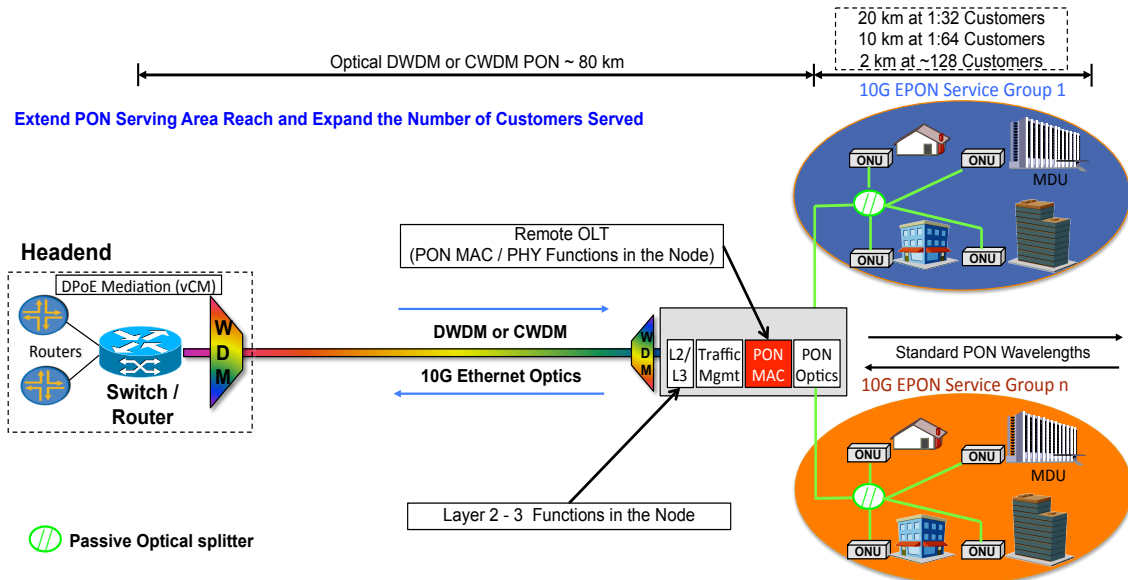 20 km at 1:32 Customers
10 km at 1:64 Customers
2 km at ~128 Customers
Optical DWDM or CWDM PON ~ 80 km
10G EPON Service Group 1
Extend PON Serving Area Reach and Expand the Number of Customers Served
ONU
ONU
MDU
ONU
ONU
Remote OLT
(PON MAC / PHY Functions in the Node)
Headend
DPoE Mediation (vCM)
Routers
Switch /
Router
WDM
DWDM or CWDM
10G Ethernet Optics
WDM
L2/
L3
Traffic
Mgmt
PON
MAC
PON
Optics
Standard PON Wavelengths
10G EPON Service Group n
ONU
ONU
MDU
ONU
ONU
Layer 2 - 3 Functions in the Node
Passive Optical splitter